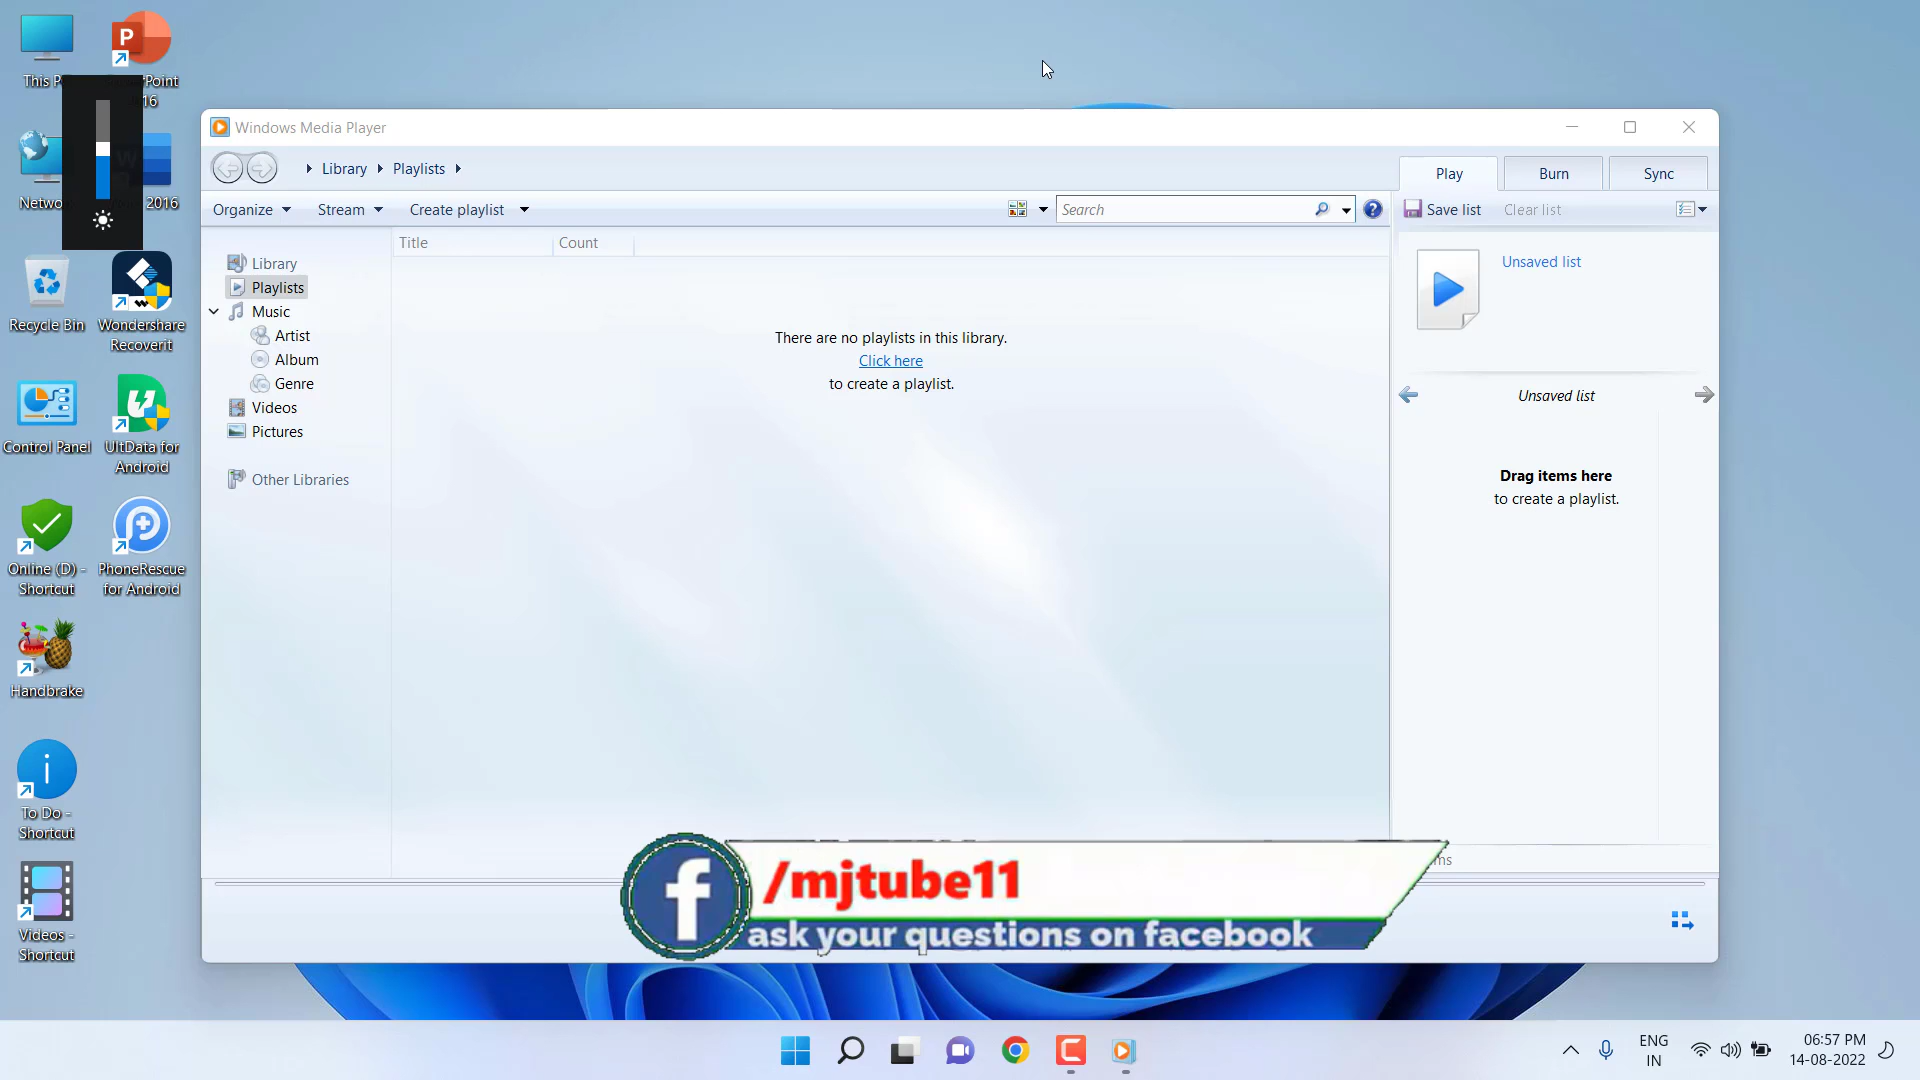 This P
PowerPoint
2016
Netwo
2016
Recycle Bin
Wondershare
Recoverit
Control Panel
UltData for
Android
Online (D) -
Shortcut
PhoneRescue
for Android
Handbrake
To Do -
Shortcut
Videos -
Shortcut
Windows Media Player
Library
Playlists
Play
Burn
Sync
Organize
Stream
Create playlist
Search
Save list
Clear list
Title
Count
Library
Playlists
Music
Artist
Album
Genre
Videos
Pictures
Other Libraries
There are no playlists in this library.
Click here
to create a playlist.
Unsaved list
Unsaved list
Drag items here
to create a playlist.
ms
/mjtube11
ask your questions on facebook
ENG
IN
06:57 PM
14-08-2022